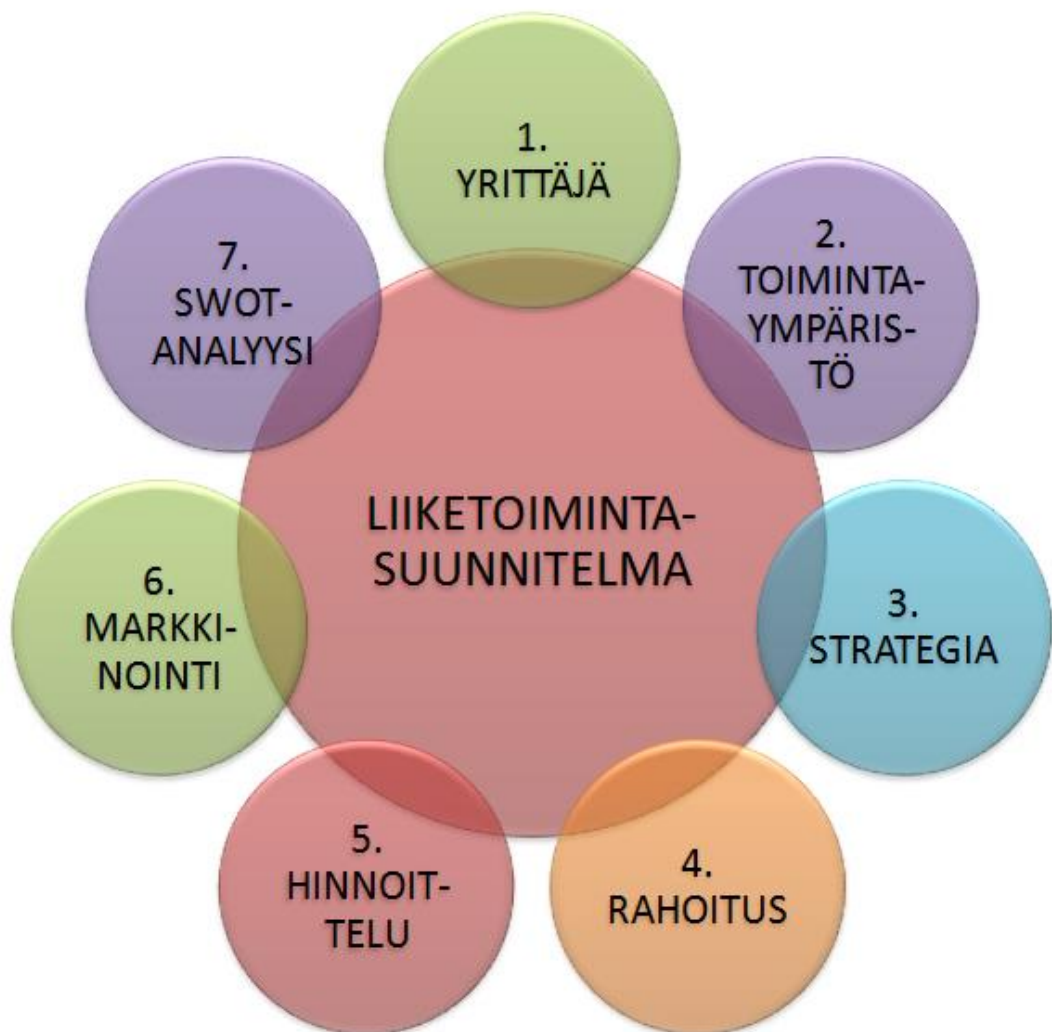 1.
YRITTÄJÄ
2.
TOIMINTA-
YMPÄRIS-
TÖ
3.
STRATEGIA
4.
RAHOITUS
5.
HINNOIT-
TELU
6.
MARKKI-
NOINTI
7.
SWOT-
ANALYYSI
LIIKETOIMINTA-
SUUNNITELMA